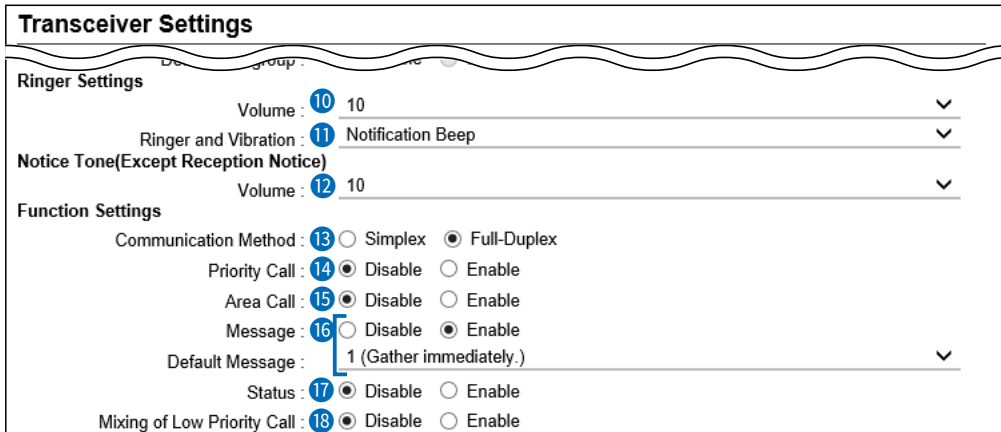 Transceiver Settings
Ringer Settings
Volume : 10 10
Ringer and Vibration : 11 Notification Beep
Notice Tone(Except Reception Notice)
Volume : 12 10
Function Settings
Communication Method : 13 Simplex Full-Duplex
Priority Call : 14 Disable Enable
Area Call : 15 Disable Enable
Message : 16 Disable Enable
Default Message : 1 (Gather immediately.)
Status : 17 Disable Enable
Mixing of Low Priority Call : 18 Disable Enable